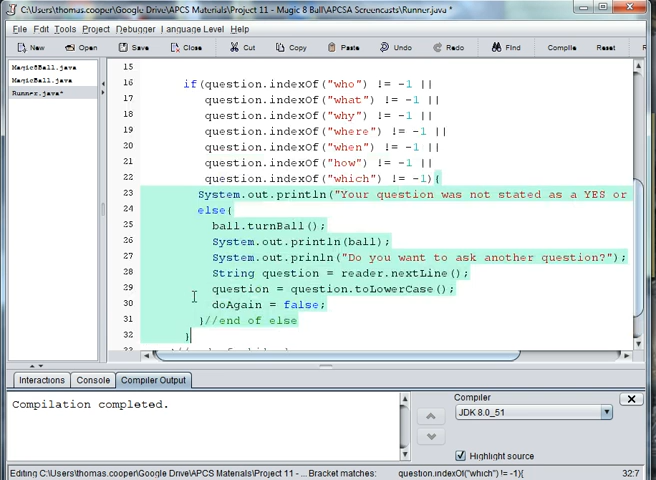 C:\Users\thomas.cooper\Google Drive\APCS Materials\Project 11 - Magic 8 Ball\APCSA Screencasts\Runner.java *
File Edit Tools Project Debugger Language Level Help
New Open Save Close Cut Copy Paste Undo Redo Find Compile Reset
Magic8Ball.java
MagicBall.java
Runner.java*
15
16 if(question.indexOf("who") != -1 ||
17 question.indexOf("what") != -1 ||
18 question.indexOf("why") != -1 ||
19 question.indexOf("where") != -1 ||
20 question.indexOf("when") != -1 ||
21 question.indexOf("how") != -1 ||
22 question.indexOf("which") != -1){
23 System.out.println("Your question was not stated as a YES or
24 else{
25 ball.turnBall();
26 System.out.println(ball);
27 System.out.prinln("Do you want to ask another question?");
28 String question = reader.nextLine();
29 question = question.toLowerCase();
30 doAgain = false;
31 }//end of else
32 }
33
Interactions Console Compiler Output
Compilation completed.
Compiler
JDK 8.0_51
Highlight source
Editing C:\Users\thomas.cooper\Google Drive\APCS Materials\Project 11 - ... Bracket matches: question.indexOf("which") != -1){ 32:7